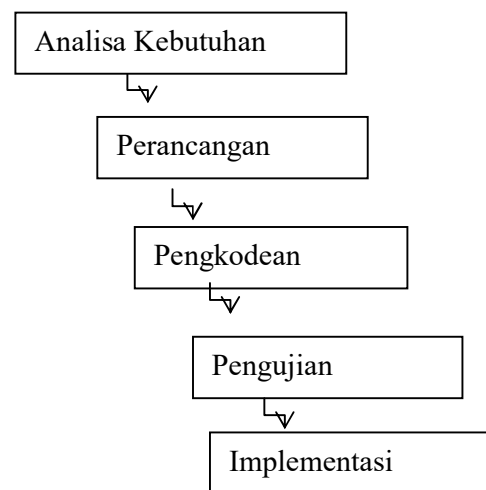 Analisa Kebutuhan
Perancangan
Pengkodean
Pengujian
Implementasi